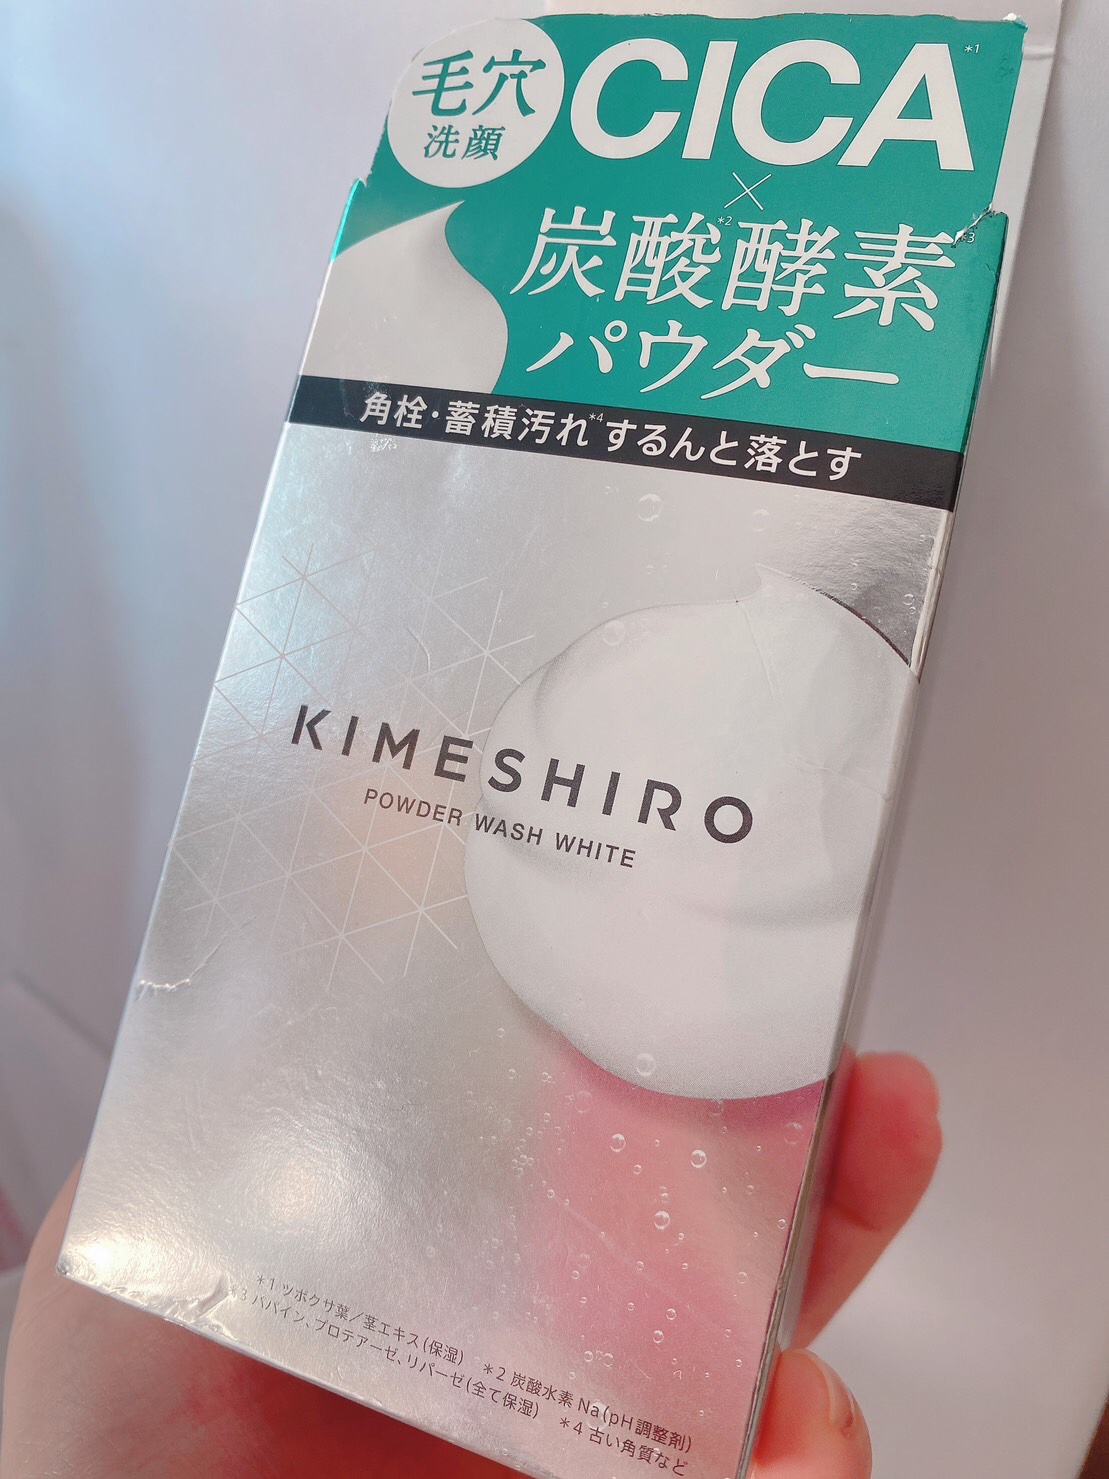 毛穴
洗顔
CICA*1
×
炭酸*2酵素*3
パウダー
角栓・蓄積汚れ*4するんと落とす
KIMESHIRO
POWDER WASH WHITE
*1 ツボクサ葉/茎エキス(保湿) *2 炭酸水素Na(pH調整剤)
*3 パパイン、プロテアーゼ、リパーゼ(全て保湿) *4 古い角質など